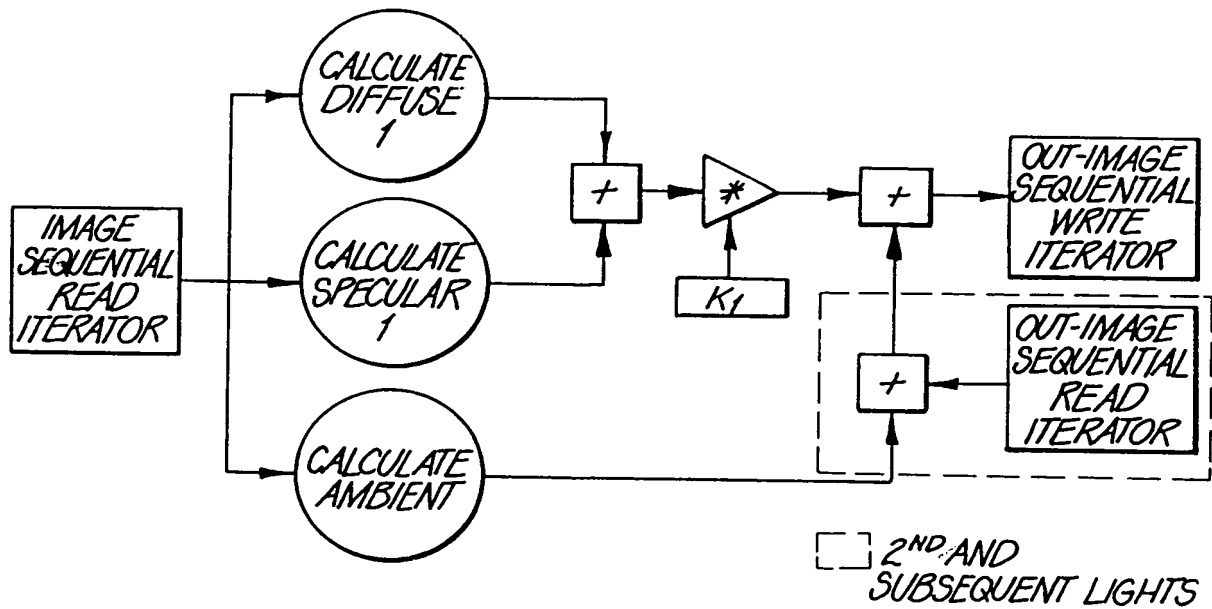 IMAGE
SEQUENTIAL
READ
ITERATOR
CALCULATE
DIFFUSE
1
CALCULATE
SPECULAR
1
CALCULATE
AMBIENT
+
*
K1
+
+
OUT-IMAGE
SEQUENTIAL
WRITE
ITERATOR
OUT-IMAGE
SEQUENTIAL
READ
ITERATOR
2ND AND
SUBSEQUENT LIGHTS